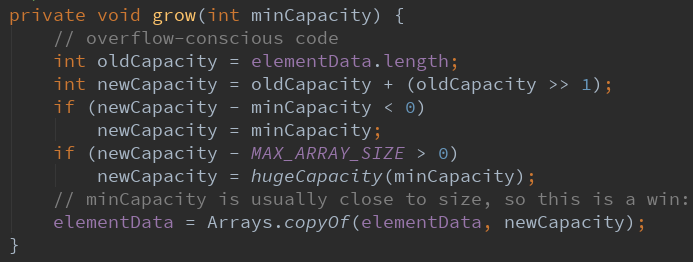 private void grow(int minCapacity) {
    // overflow-conscious code
    int oldCapacity = elementData.length;
    int newCapacity = oldCapacity + (oldCapacity >> 1);
    if (newCapacity - minCapacity < 0)
        newCapacity = minCapacity;
    if (newCapacity - MAX_ARRAY_SIZE > 0)
        newCapacity = hugeCapacity(minCapacity);
    // minCapacity is usually close to size, so this is a win:
    elementData = Arrays.copyOf(elementData, newCapacity);
}